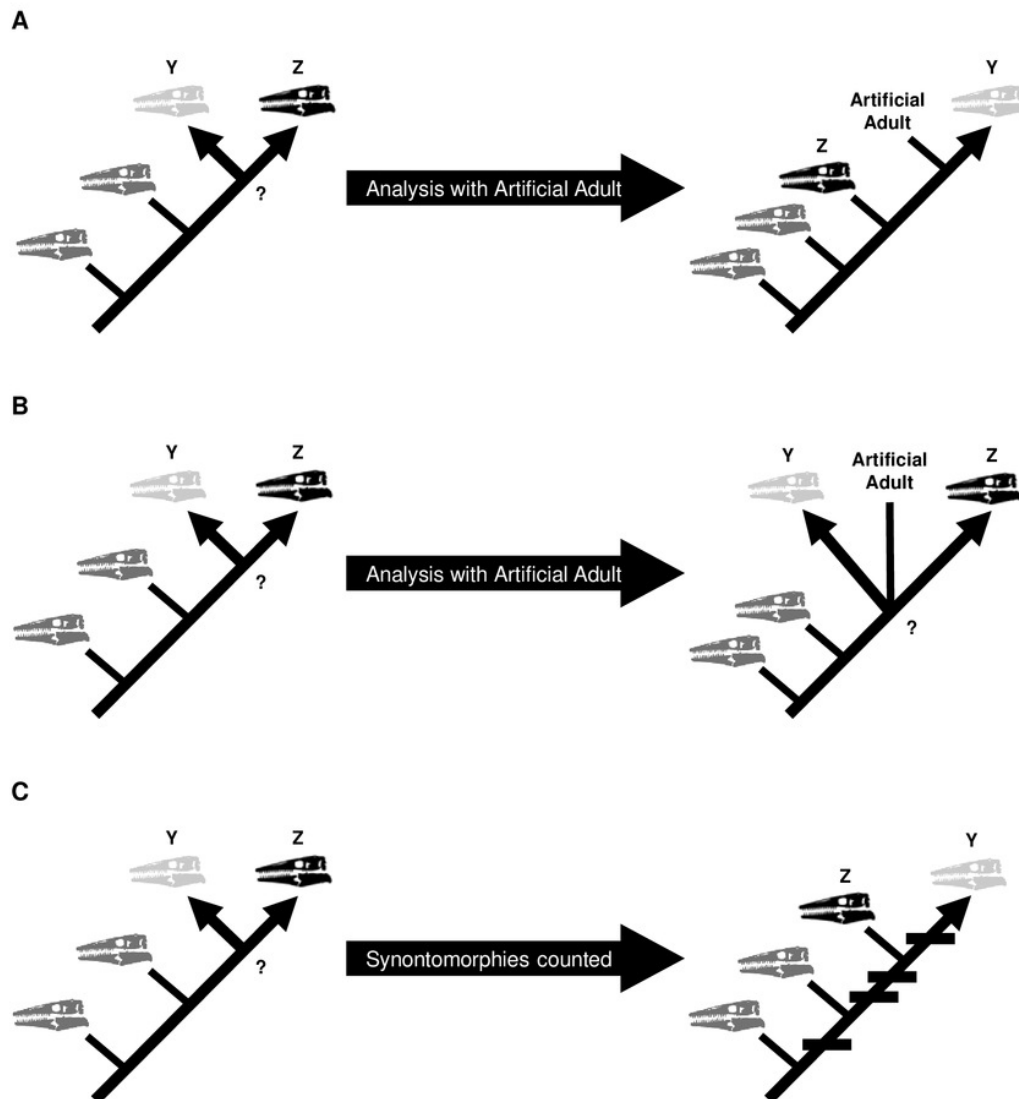 A
Y
Z
?
Analysis with Artificial Adult
Y
Artificial
Adult
Z
B
Y
Z
?
Analysis with Artificial Adult
Y
Artificial
Adult
Z
?
C
Y
Z
?
Synontomorphies counted
Y
Z